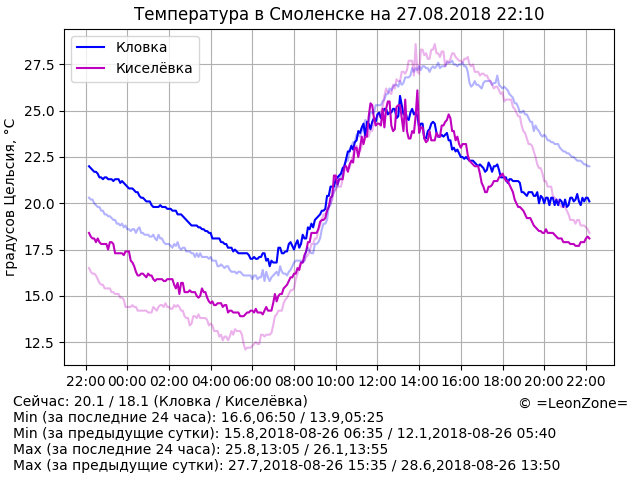 Температура в Смоленске на 27.08.2018 22:10
Кловка
Киселёвка
градусов Цельсия, °C
27.5
25.0
22.5
20.0
17.5
15.0
12.5
22:00 00:00 02:00 04:00 06:00 08:00 10:00 12:00 14:00 16:00 18:00 20:00 22:00
Сейчас: 20.1 / 18.1 (Кловка / Киселёвка)
© =LeonZone=
Min (за последние 24 часа): 16.6,06:50 / 13.9,05:25
Min (за предыдущие сутки): 15.8,2018-08-26 06:35 / 12.1,2018-08-26 05:40
Max (за последние 24 часа): 25.8,13:05 / 26.1,13:55
Max (за предыдущие сутки): 27.7,2018-08-26 15:35 / 28.6,2018-08-26 13:50